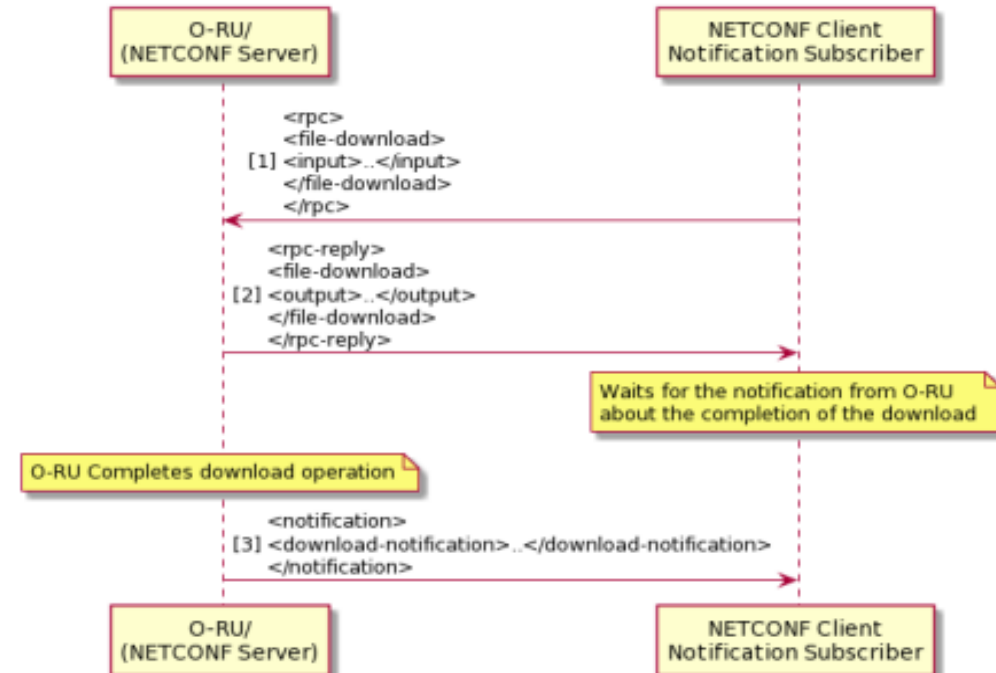 O-RU/
(NETCONF Server)
NETCONF Client
Notification Subscriber
<rpc>
<file-download>
[1] <input>..</input>
</file-download>
</rpc>
<rpc-reply>
<file-download>
[2] <output>..</output>
</file-download>
</rpc-reply>
Waits for the notification from O-RU
about the completion of the download
O-RU Completes download operation
<notification>
[3] <download-notification>..</download-notification>
</notification>
O-RU/
(NETCONF Server)
NETCONF Client
Notification Subscriber